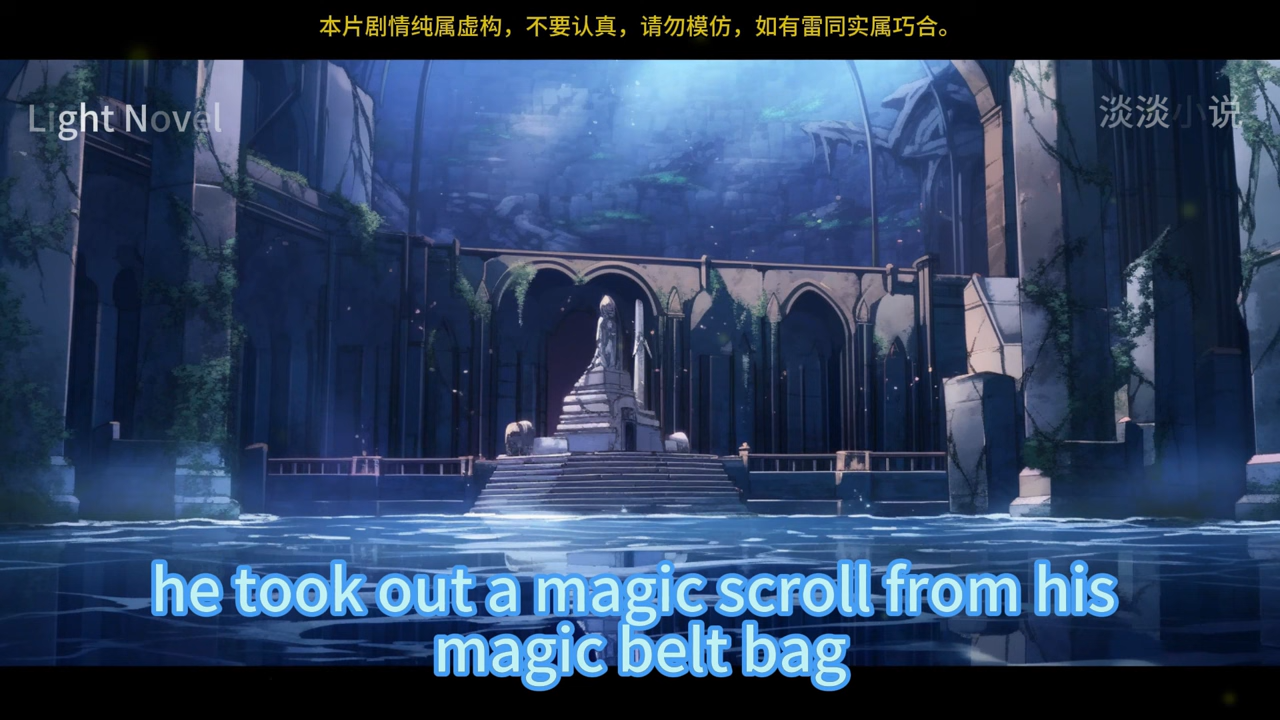 本片剧情纯属虚构，不要认真，请勿模仿，如有雷同实属巧合。
Light Novel
淡淡小说
he took out a magic scroll from his
magic belt bag